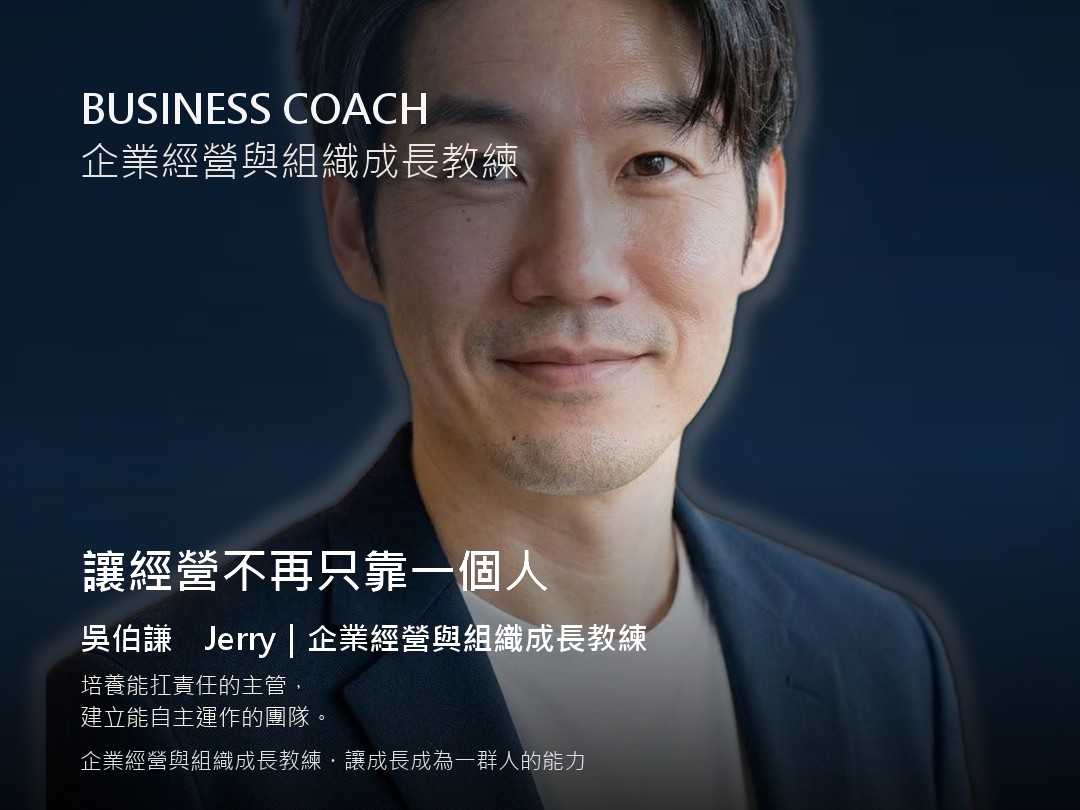 BUSINESS COACH
企業經營與組織成長教練
讓經營不再只靠一個人
吳伯謙　Jerry｜企業經營與組織成長教練
培養能扛責任的主管，
建立能自主運作的團隊。
企業經營與組織成長教練・讓成長成為一群人的能力